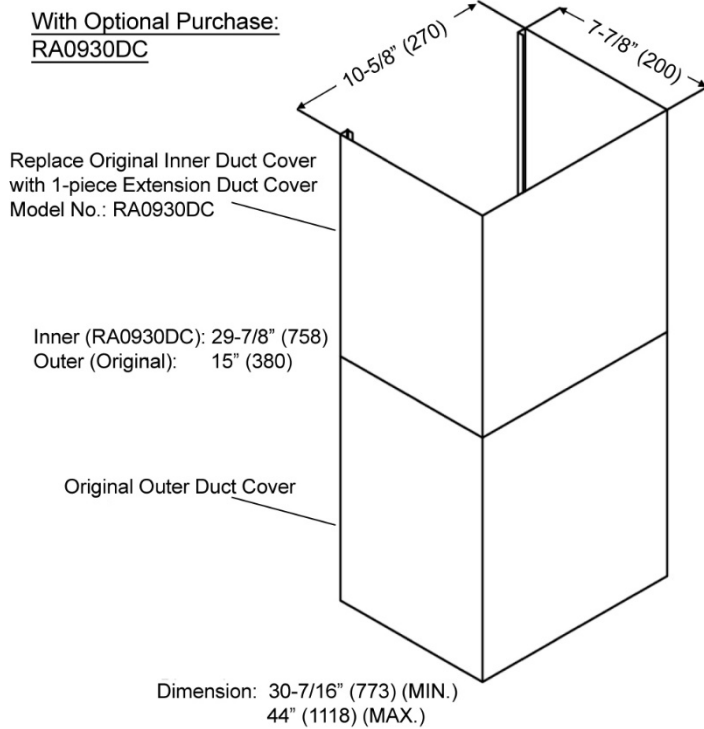 With Optional Purchase:
RA0930DC
10-5/8” (270)
7-7/8” (200)
Replace Original Inner Duct Cover
with 1-piece Extension Duct Cover
Model No.: RA0930DC
Inner (RA0930DC): 29-7/8” (758)
Outer (Original): 15” (380)
Original Outer Duct Cover
Dimension: 30-7/16” (773) (MIN.)
44” (1118) (MAX.)